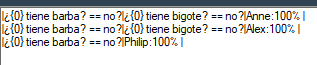 |¿{0} tiene barba? == no?|¿{0} tiene bigote? == no?|Anne:100% |
|¿{0} tiene barba? == no?|¿{0} tiene bigote? == no?|Alex:100% |
|¿{0} tiene barba? == no?|Philip:100% |